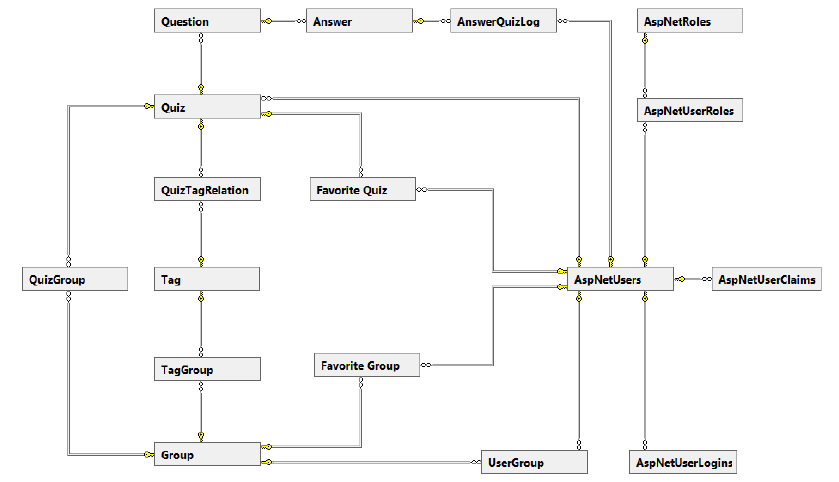 Question
Answer
AnswerQuizLog
AspNetRoles
Quiz
AspNetUserRoles
QuizTagRelation
Favorite Quiz
QuizGroup
Tag
AspNetUsers
AspNetUserClaims
TagGroup
Favorite Group
Group
UserGroup
AspNetUserLogins